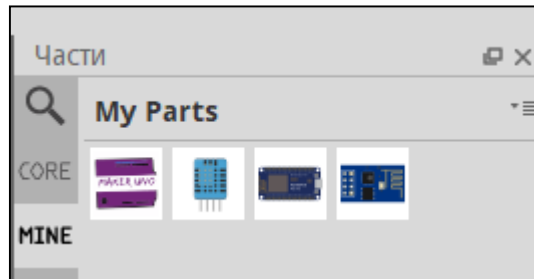 Части
My Parts
CORE
MAKER UNO
MINE